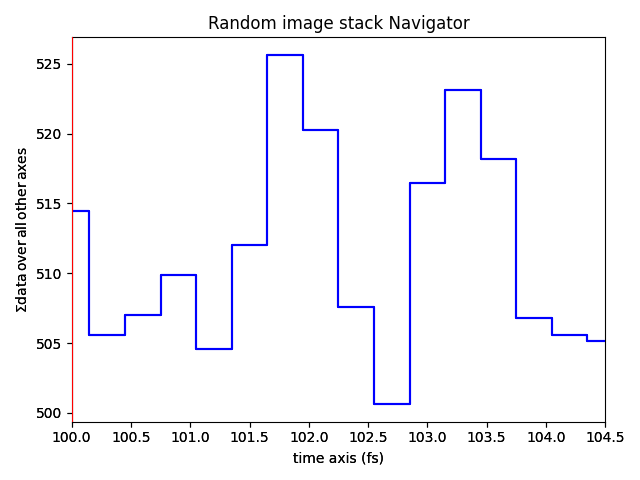 Random image stack Navigator
525
520
515
510
505
500
Σdata over all other axes
100.0 100.5 101.0 101.5 102.0 102.5 103.0 103.5 104.0 104.5
time axis (fs)